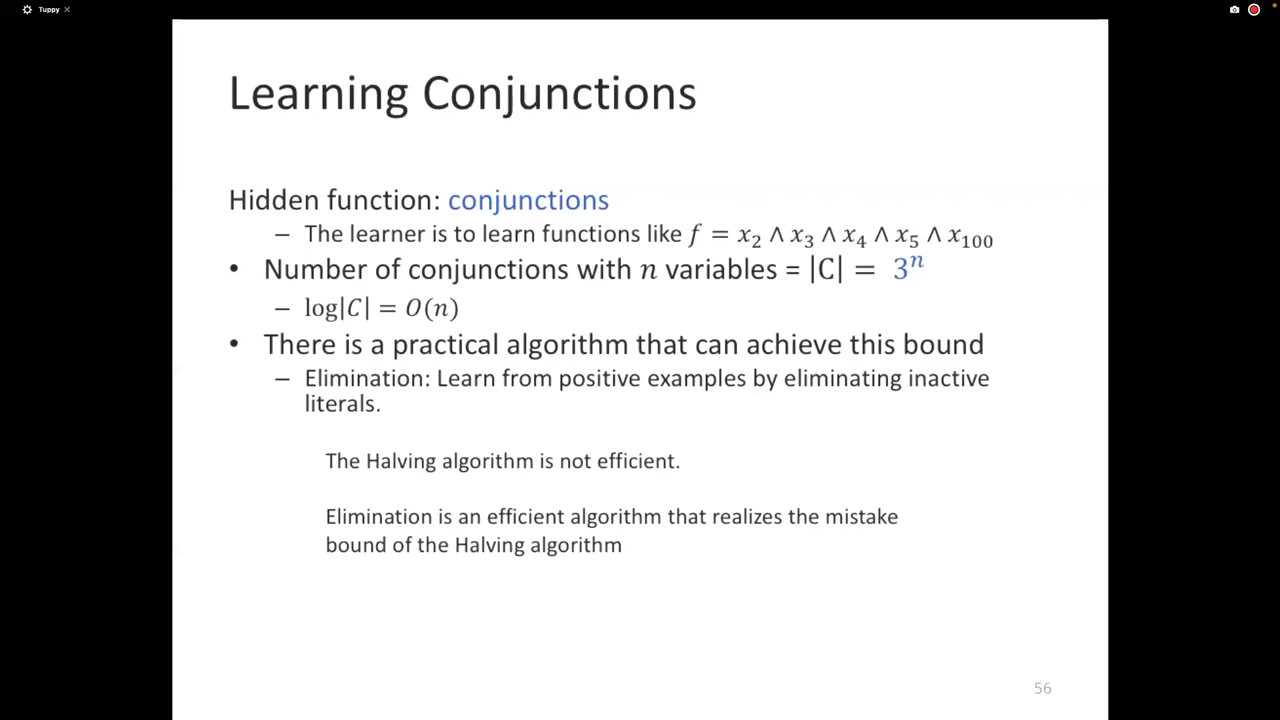 Tuppy
Learning Conjunctions
Hidden function: conjunctions
– The learner is to learn functions like f = x₂ ∧ x₃ ∧ x₄ ∧ x₅ ∧ x₁₀₀
• Number of conjunctions with n variables = |C| = 3ⁿ
– log|C| = O(n)
• There is a practical algorithm that can achieve this bound
– Elimination: Learn from positive examples by eliminating inactive
literals.
The Halving algorithm is not efficient.
Elimination is an efficient algorithm that realizes the mistake
bound of the Halving algorithm
56